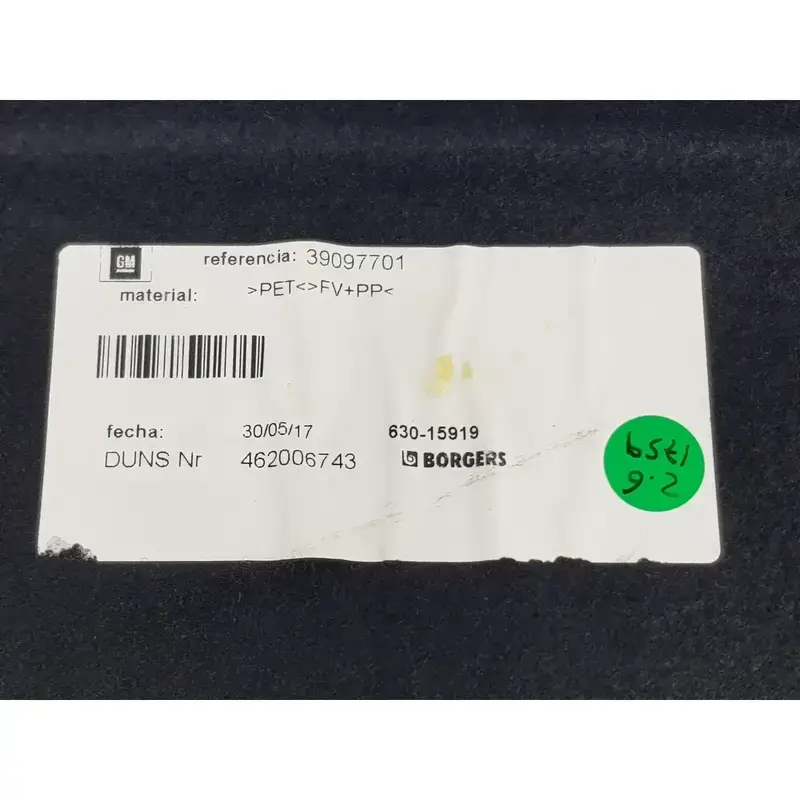 GM
referencia: 39097701
material: >PET<>FV+PP<
fecha: 30/05/17 630-15919
DUNS Nr 462006743 BORGERS
1759
2.6